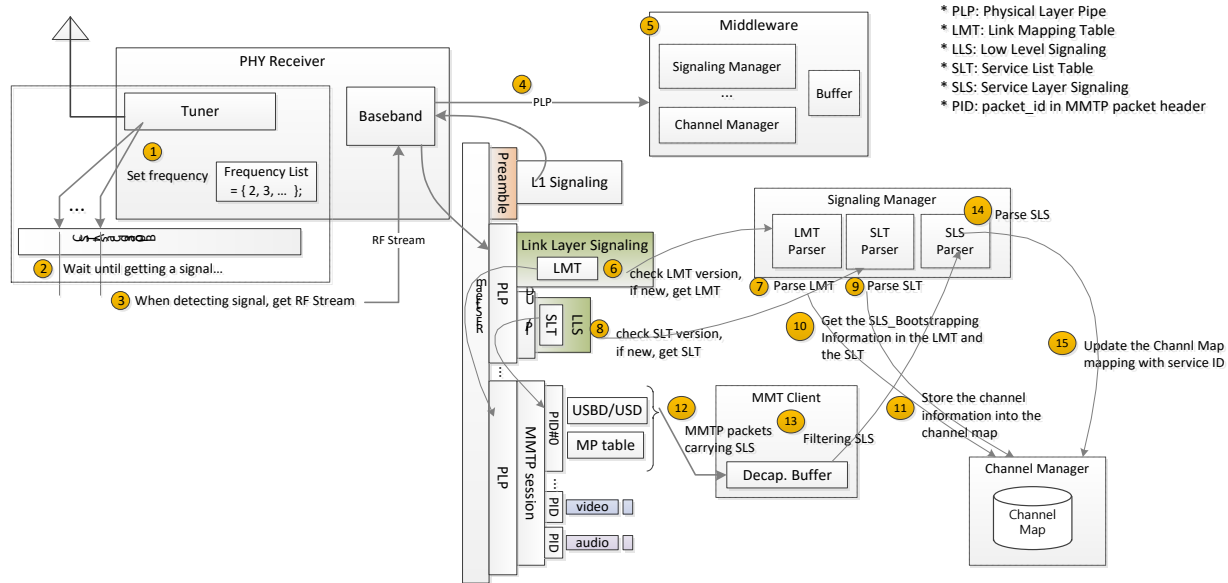 * PLP: Physical Layer Pipe
* LMT: Link Mapping Table
* LLS: Low Level Signaling
* SLT: Service List Table
* SLS: Service Layer Signaling
* PID: packet_id in MMTP packet header
PHY Receiver
Tuner
1
Set frequency
Frequency List
= { 2, 3, ... };
Baseband
...
2
Wait until getting a signal...
3
When detecting signal, get RF Stream
RF Stream
4
PLP
5
Middleware
Signaling Manager
...
Channel Manager
Buffer
Preamble
L1 Signaling
PLP
Link Layer Signaling
LMT
6
check LMT version,
if new, get LMT
SLT
LLS
8
check SLT version,
if new, get SLT
...
PLP
MMTP session
PID#0
USBD/USD
MP table
...
PID
video
PID
audio
12
MMTP packets
carrying SLS
MMT Client
13
Filtering SLS
Decap. Buffer
Signaling Manager
LMT
Parser
SLT
Parser
SLS
Parser
14
Parse SLS
7
Parse LMT
9
Parse SLT
10
Get the SLS_Bootstrapping
Information in the LMT and
the SLT
11
Store the channel
information into the
channel map
15
Update the Channl Map
mapping with service ID
Channel Manager
Channel
Map